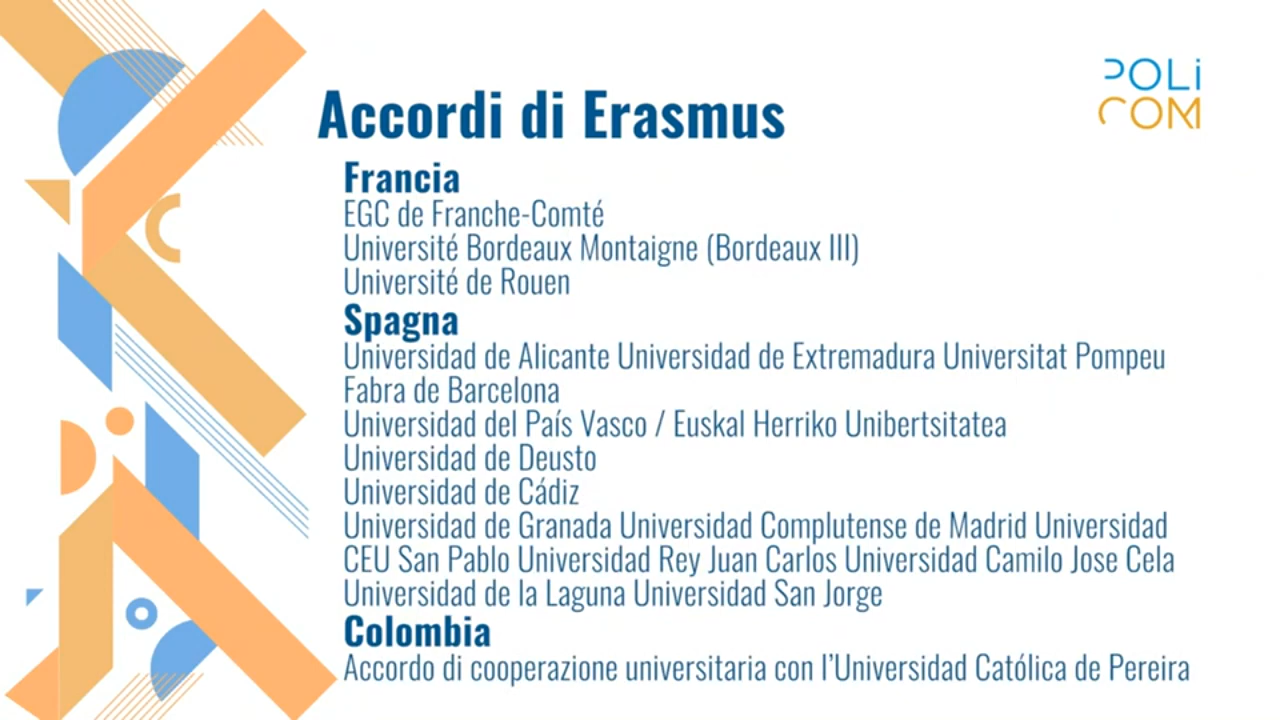 POLi
COM
Accordi di Erasmus
Francia
EGC de Franche-Comté
Université Bordeaux Montaigne (Bordeaux III)
Université de Rouen
Spagna
Universidad de Alicante Universidad de Extremadura Universitat Pompeu
Fabra de Barcelona
Universidad del País Vasco / Euskal Herriko Unibertsitatea
Universidad de Deusto
Universidad de Cádiz
Universidad de Granada Universidad Complutense de Madrid Universidad
CEU San Pablo Universidad Rey Juan Carlos Universidad Camilo Jose Cela
Universidad de la Laguna Universidad San Jorge
Colombia
Accordo di cooperazione universitaria con l’Universidad Católica de Pereira